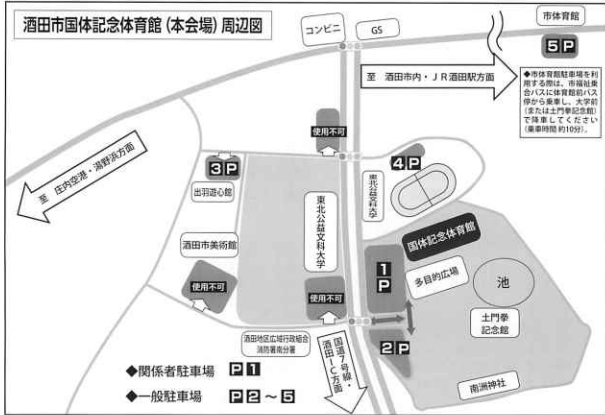 酒田市国体記念体育館（本会場）周辺図
コンビニ
GS
市体育館
5P
至 酒田市内・JR酒田駅方面
◆市体育館駐車場を利用する際は、市福祉乗合バスに体育館前バス停から乗車し、大学前（または土門拳記念館）で降車してください（乗車時間 約10分）。
使用不可
3P
出羽遊心館
4P
東北公益文科大学
東北公益文科大学
至 庄内空港・湯野浜方面
国体記念体育館
酒田市美術館
1P
多目的広場
池
使用不可
使用不可
土門拳
記念館
酒田地区広域行政組合
消防署南分署
2P
国道7号線・
酒田IC方面
南洲神社
◆関係者駐車場 P1
◆一般駐車場 P2～5